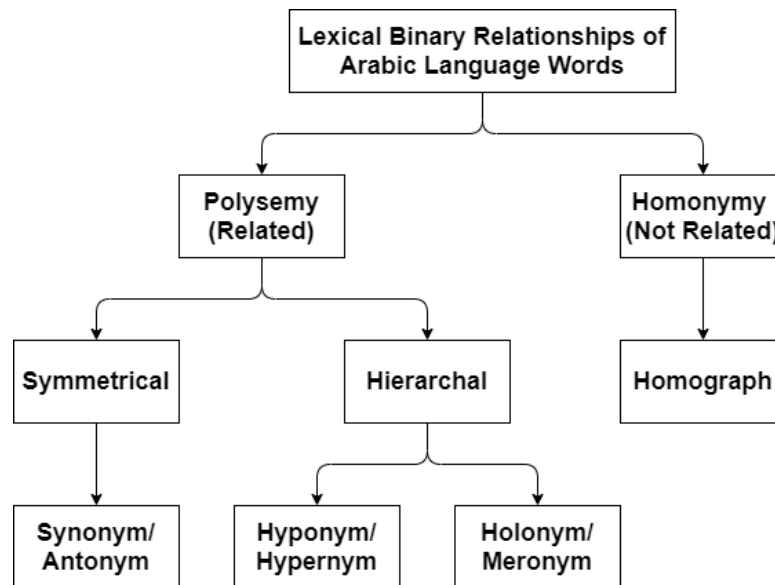 Lexical Binary Relationships of
Arabic Language Words
Polysemy
(Related)
Homonymy
(Not Related)
Symmetrical
Hierarchal
Homograph
Synonym/
Antonym
Hyponym/
Hypernym
Holonym/
Meronym